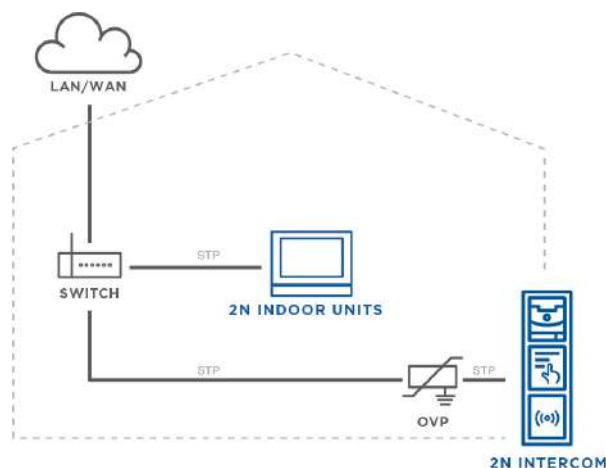 LAN/WAN
STP
SWITCH
2N INDOOR UNITS
STP
STP
OVP
2N INTERCOM